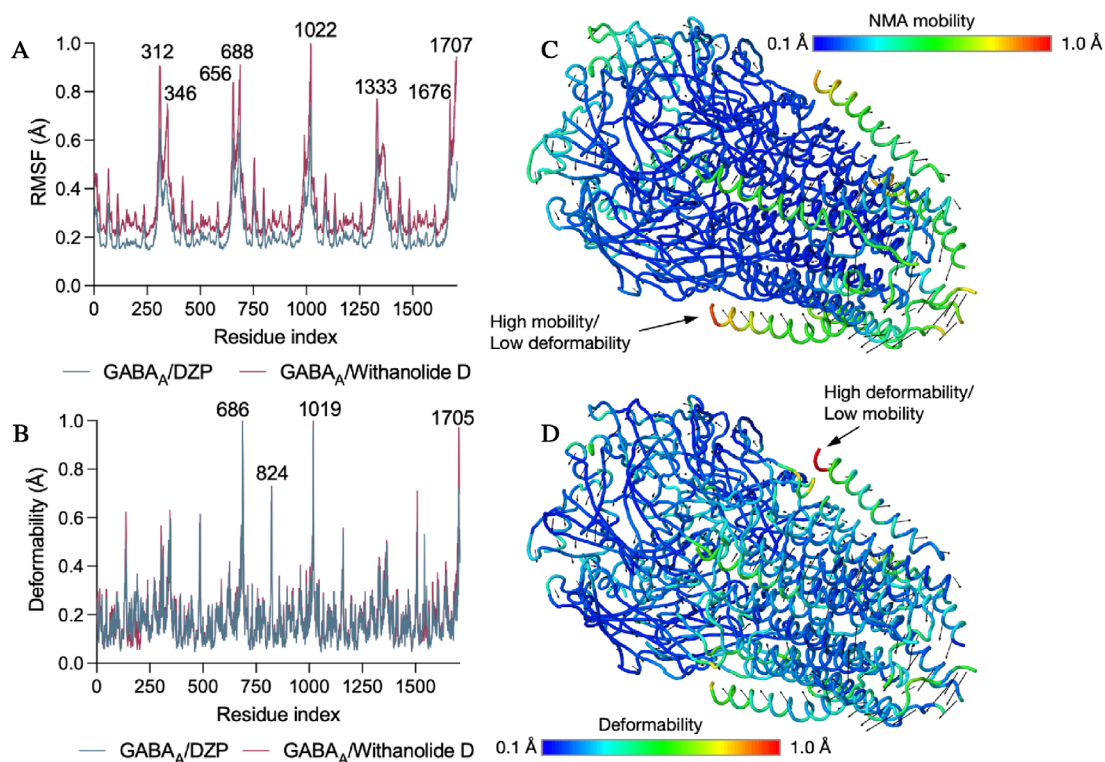 A
1.0
0.8
0.6
0.4
0.2
0.0
RMSF (Å)
312
346
656
688
1022
1333
1676
1707
0
250
500
750
1000
1250
1500
Residue index
GABA_A/DZP
GABA_A/Withanolide D
B
1.0
0.8
0.6
0.4
0.2
0.0
Deformability (Å)
686
824
1019
1705
0
250
500
750
1000
1250
1500
Residue index
GABA_A/DZP
GABA_A/Withanolide D
C
NMA mobility
0.1 Å
1.0 Å
High mobility/
Low deformability
D
High deformability/
Low mobility
Deformability
0.1 Å
1.0 Å